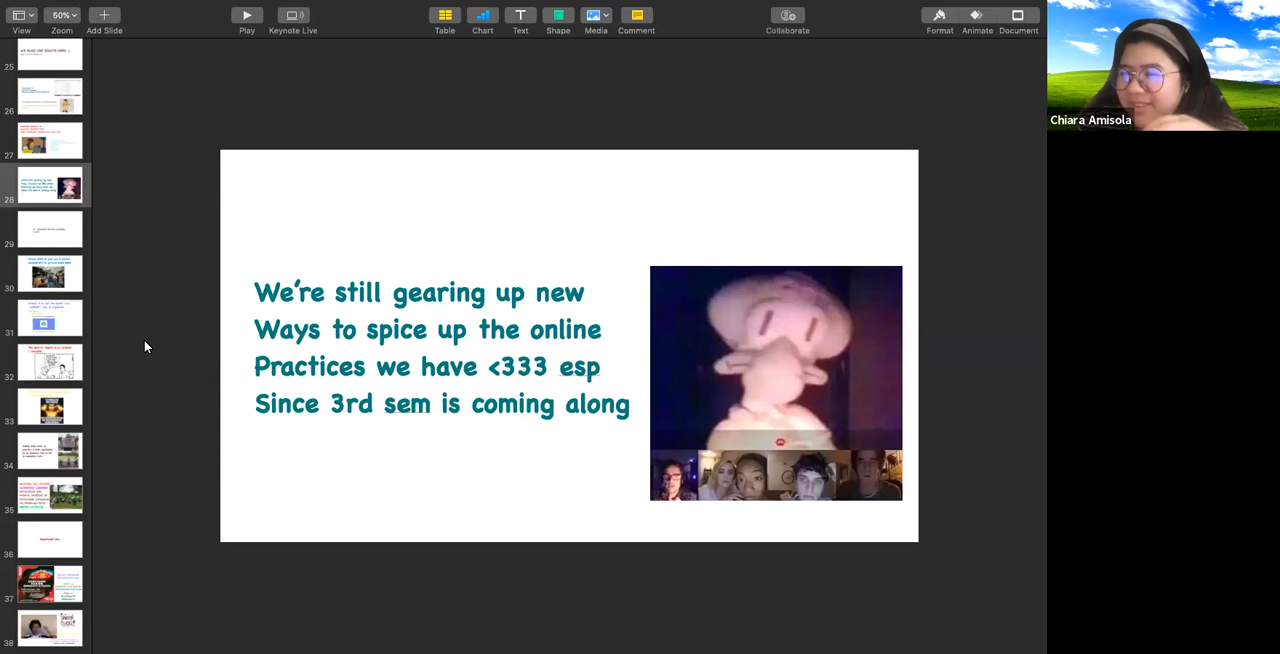 View
50%
Zoom
Add Slide
Play
Keynote Live
Table
Chart
Text
Shape
Media
Comment
Collaborate
Format
Animate
Document
Chiara Amisola
25
26
27
28
29
30
31
32
33
34
35
36
37
38
We're still gearing up new
Ways to spice up the online
Practices we have <333 esp
Since 3rd sem is coming along